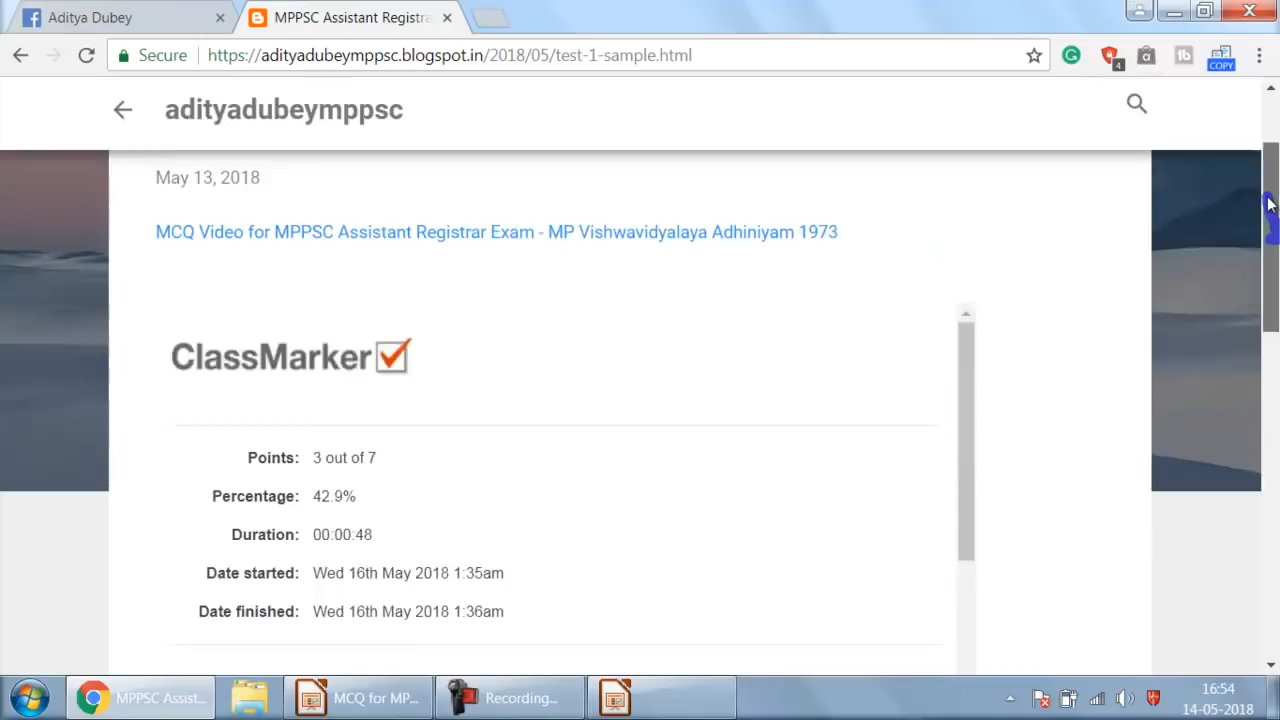 Aditya Dubey
MPPSC Assistant Registra
Secure https://adityadubeymppsc.blogspot.in/2018/05/test-1-sample.html
4
a
tb
COPY
adityadubeymppsc
May 13, 2018
MCQ Video for MPPSC Assistant Registrar Exam - MP Vishwavidyalaya Adhiniyam 1973
ClassMarker
Points: 3 out of 7
Percentage: 42.9%
Duration: 00:00:48
Date started: Wed 16th May 2018 1:35am
Date finished: Wed 16th May 2018 1:36am
MPPSC Assist...
MCQ for MP...
Recording...
16:54
14-05-2018